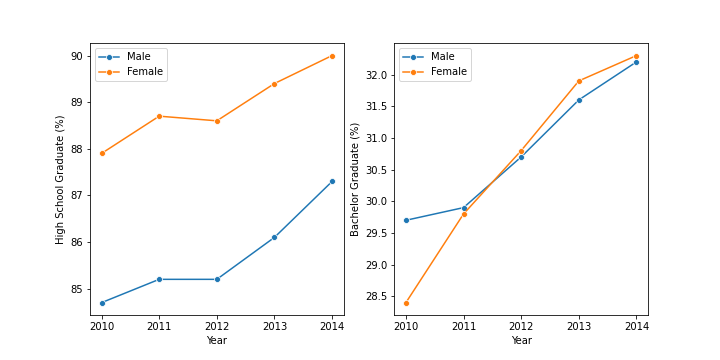 Male
Female
90
89
88
87
86
85
High School Graduate (%)
2010 2011 2012 2013 2014
Year
Male
Female
32.0
31.5
31.0
30.5
30.0
29.5
29.0
28.5
Bachelor Graduate (%)
2010 2011 2012 2013 2014
Year